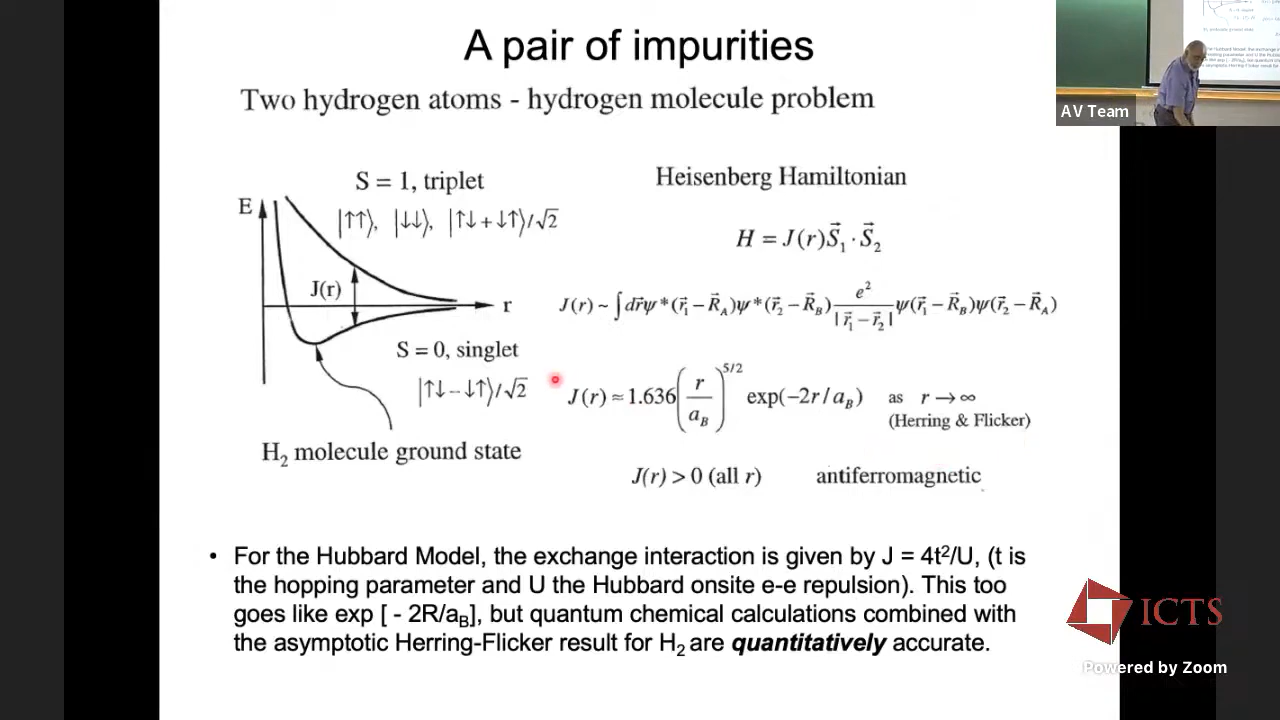 A pair of impurities
Two hydrogen atoms - hydrogen molecule problem
AV Team
S = 1, triplet
|↑↑⟩, |↓↓⟩, |↑↓ + ↓↑⟩/√2
E
J(r)
r
S = 0, singlet
|↑↓ − ↓↑⟩/√2
H₂ molecule ground state
Heisenberg Hamiltonian
H = J(r)S⃗₁ · S⃗₂
J(r) ~ ∫ dr⃗ψ*(r⃗₁ − R⃗_A)ψ*(r⃗₂ − R⃗_B) e²/|r⃗₁ − r⃗₂| ψ(r⃗₁ − R⃗_B)ψ(r⃗₂ − R⃗_A)
J(r) ≈ 1.636(r/a_B)^5/2 exp(−2r/a_B) as r → ∞
(Herring & Flicker)
J(r) > 0 (all r) antiferromagnetic
• For the Hubbard Model, the exchange interaction is given by J = 4t²/U, (t is
the hopping parameter and U the Hubbard onsite e-e repulsion). This too
goes like exp [ - 2R/a_B], but quantum chemical calculations combined with
the asymptotic Herring-Flicker result for H₂ are quantitatively accurate.
ICTS
Powered by Zoom